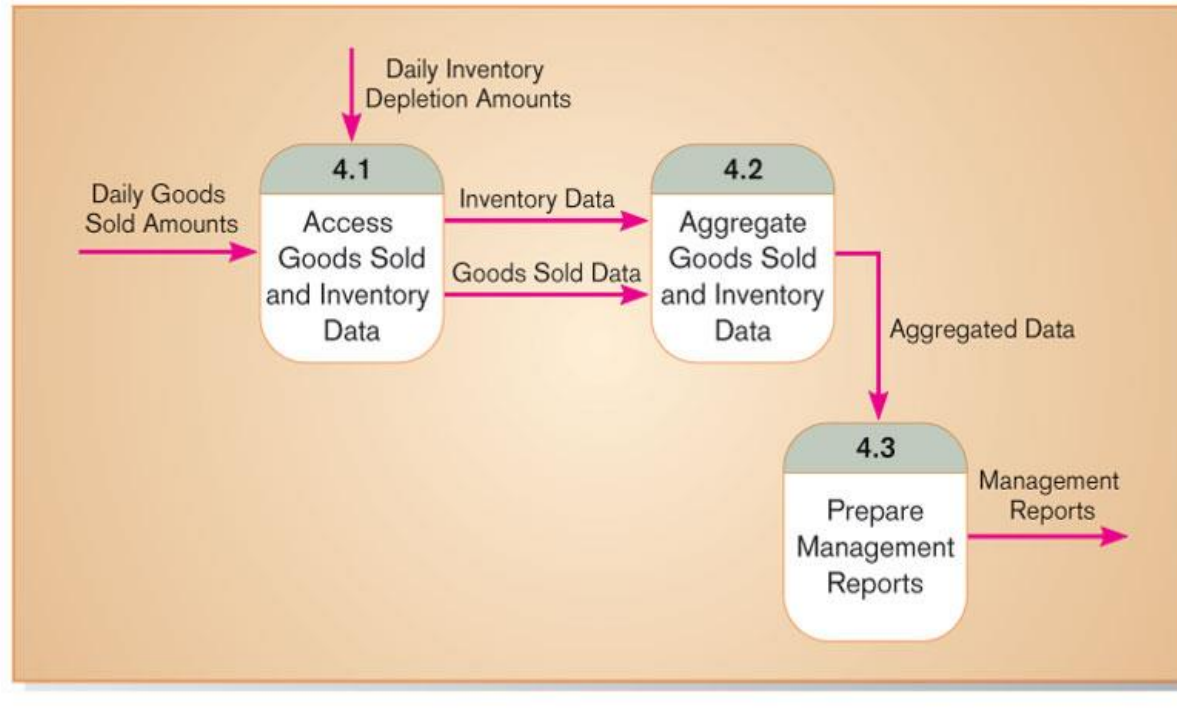 Daily Inventory
Depletion Amounts
4.1
4.2
Daily Goods
Sold Amounts
Access
Goods Sold
and Inventory
Data
Inventory Data
Goods Sold Data
Aggregate
Goods Sold
and Inventory
Data
Aggregated Data
4.3
Prepare
Management
Reports
Management
Reports